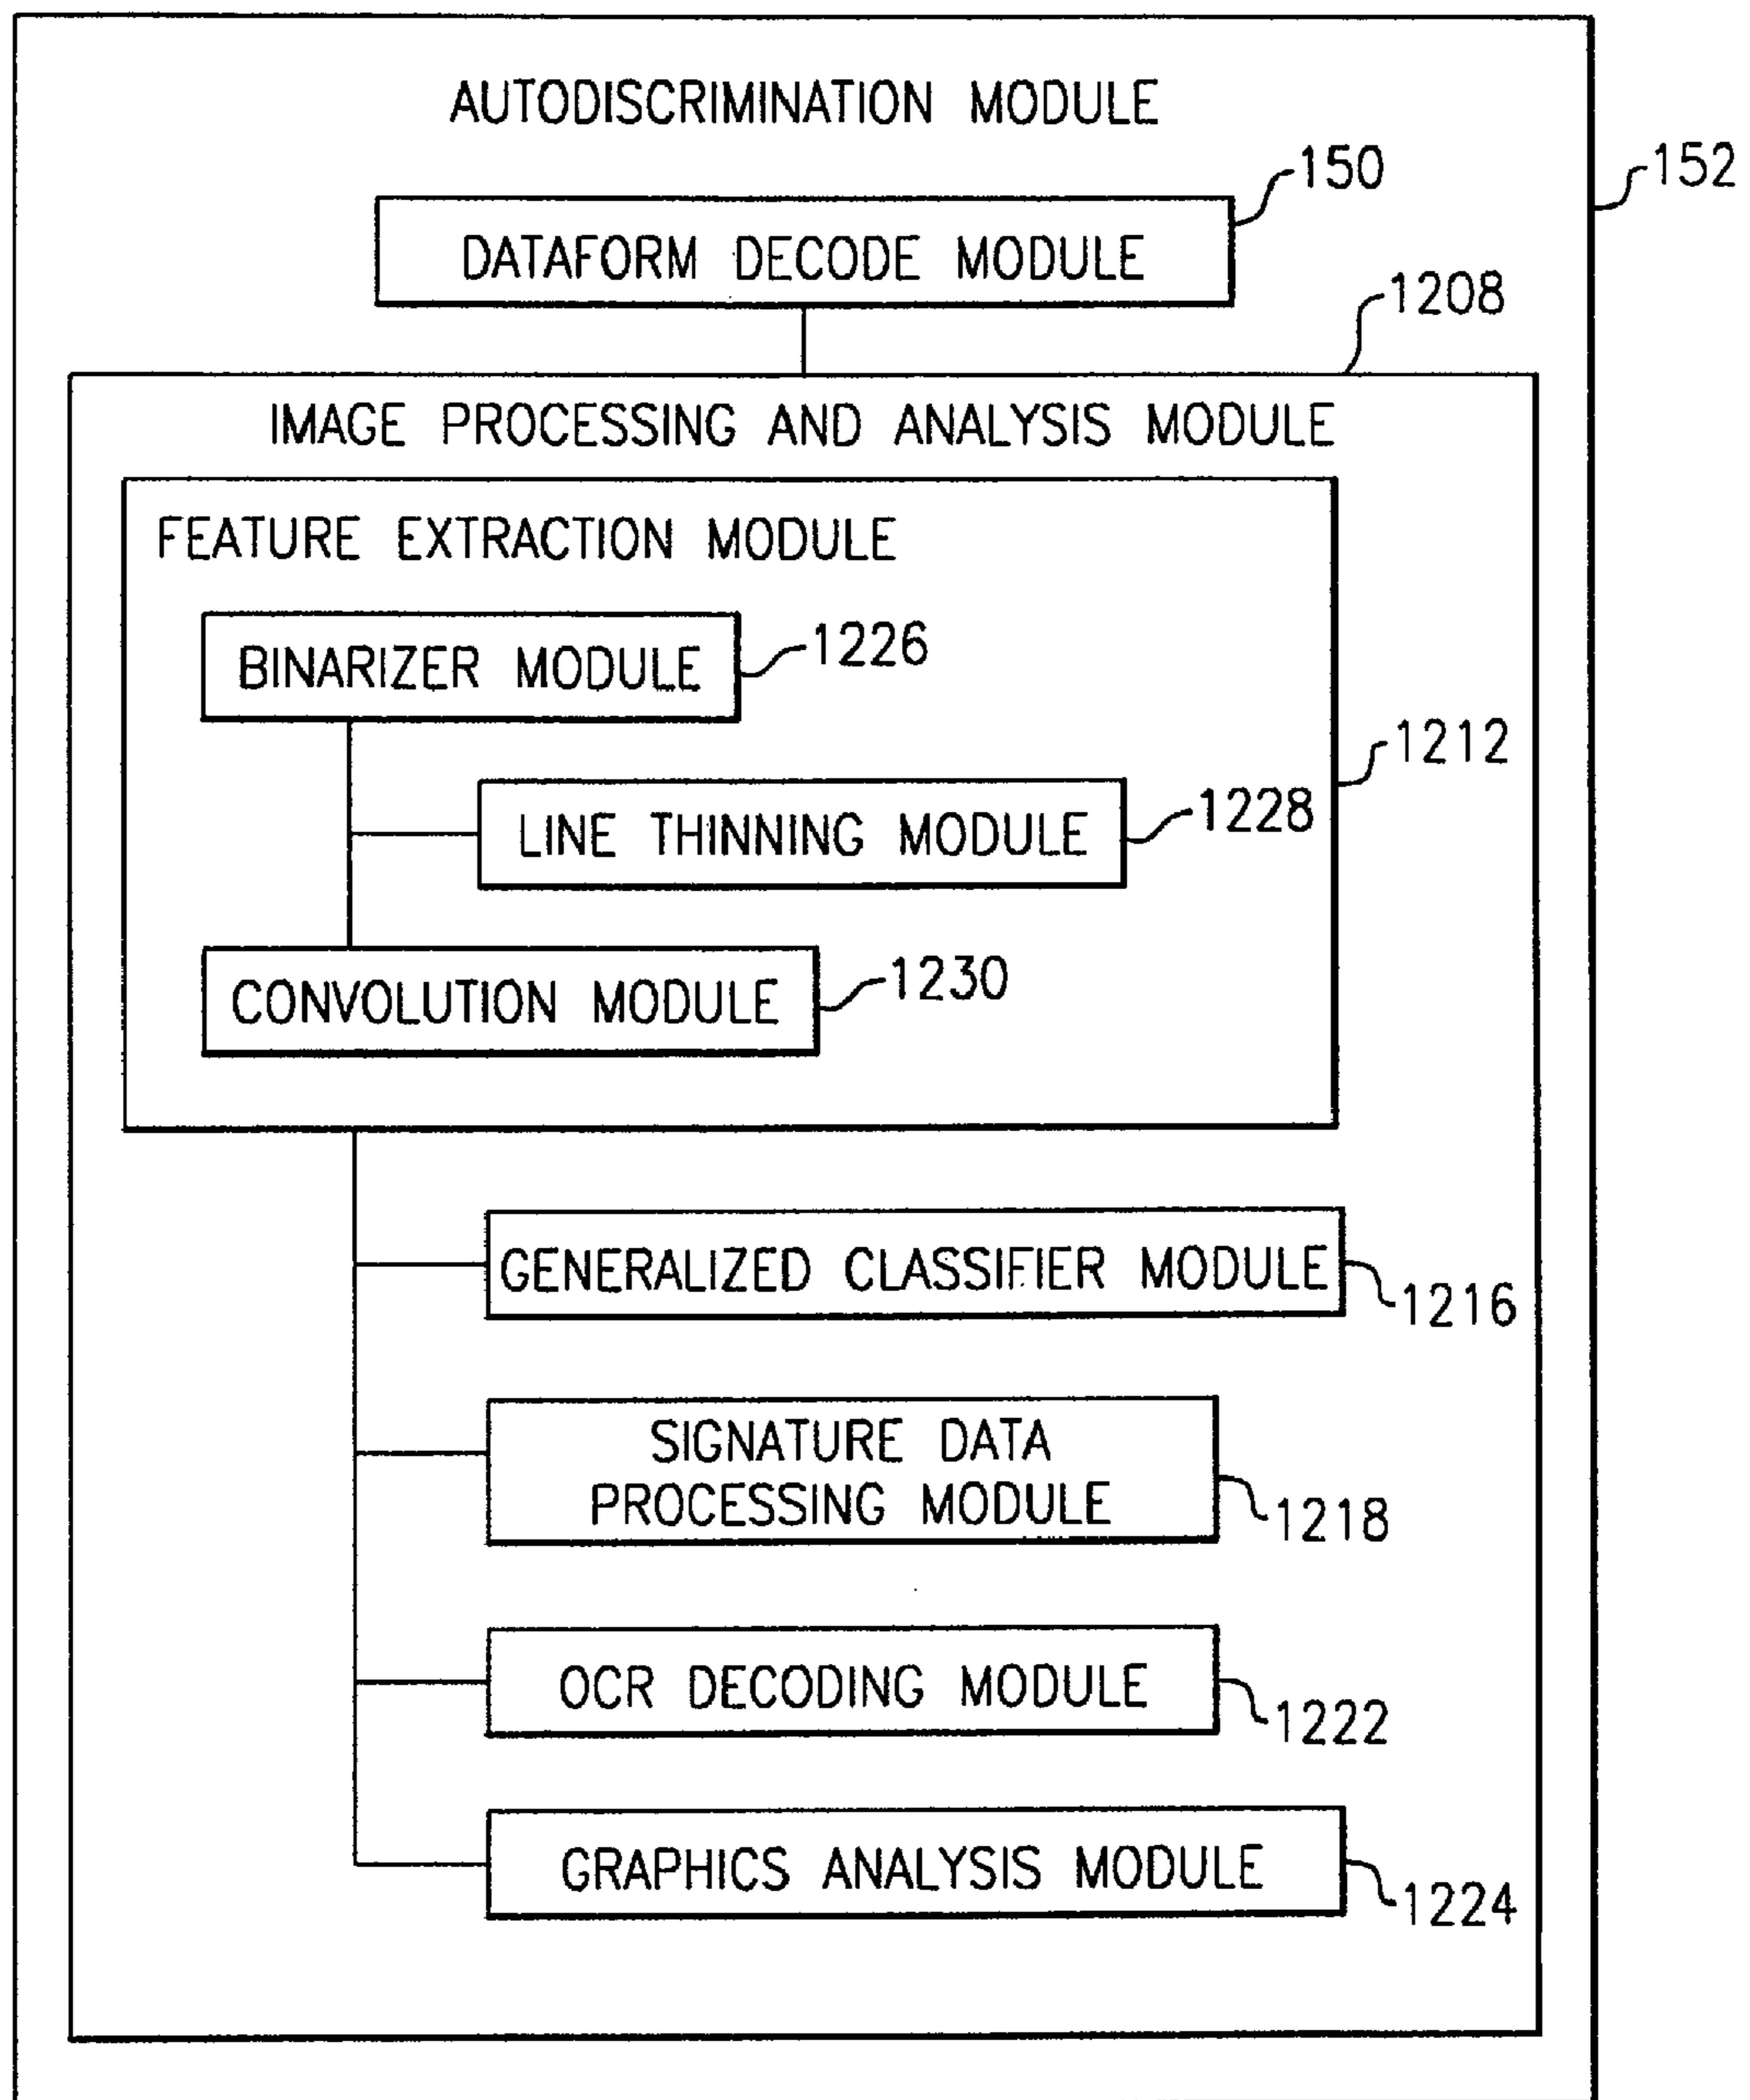 AUTODISCRIMINATION MODULE
150
152
DATAFORM DECODE MODULE
1208
IMAGE PROCESSING AND ANALYSIS MODULE
FEATURE EXTRACTION MODULE
BINARIZER MODULE
1226
1212
LINE THINNING MODULE
1228
CONVOLUTION MODULE
1230
GENERALIZED CLASSIFIER MODULE
1216
SIGNATURE DATA
PROCESSING MODULE
1218
OCR DECODING MODULE
1222
GRAPHICS ANALYSIS MODULE
1224